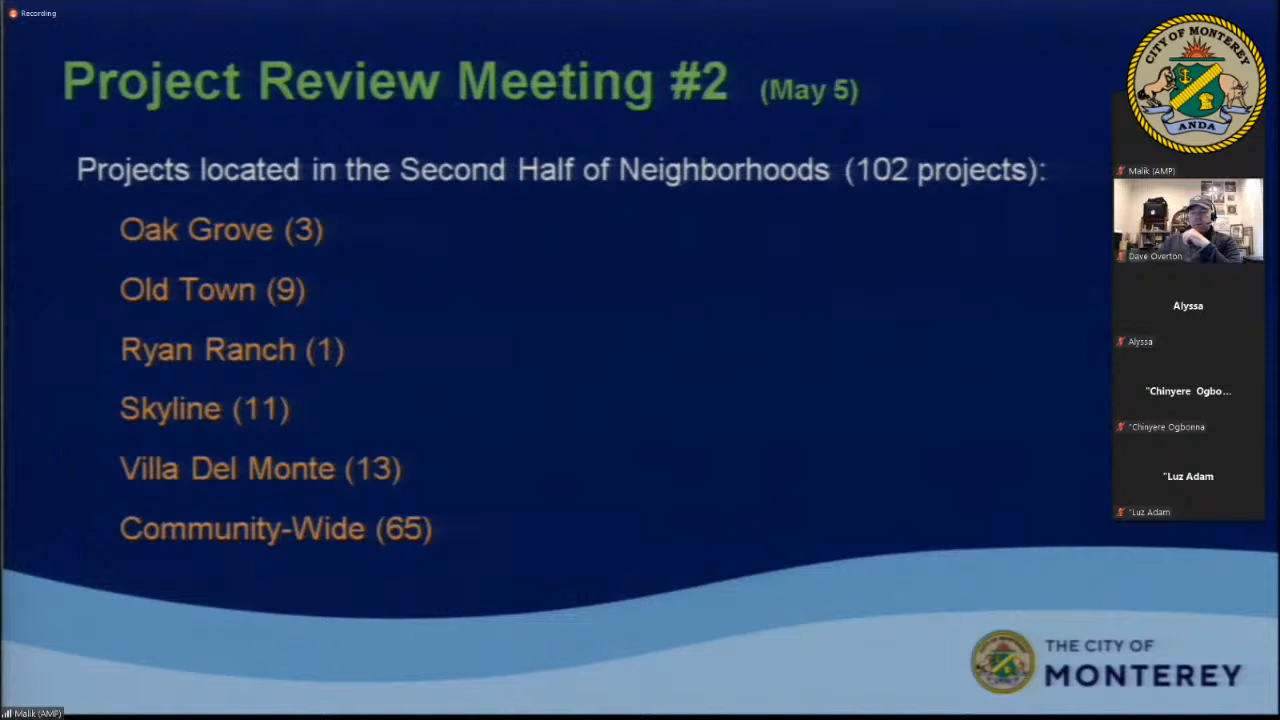 Recording
Project Review Meeting #2 (May 5)
Projects located in the Second Half of Neighborhoods (102 projects):
Oak Grove (3)
Old Town (9)
Ryan Ranch (1)
Skyline (11)
Villa Del Monte (13)
Community-Wide (65)
CITY OF MONTEREY
ANDA
Malik (AMP)
Dave Overton
Alyssa
Alyssa
"Chinyere Ogbo...
"Chinyere Ogbonna
"Luz Adam
"Luz Adam
THE CITY OF
MONTEREY
Malik (AMP)